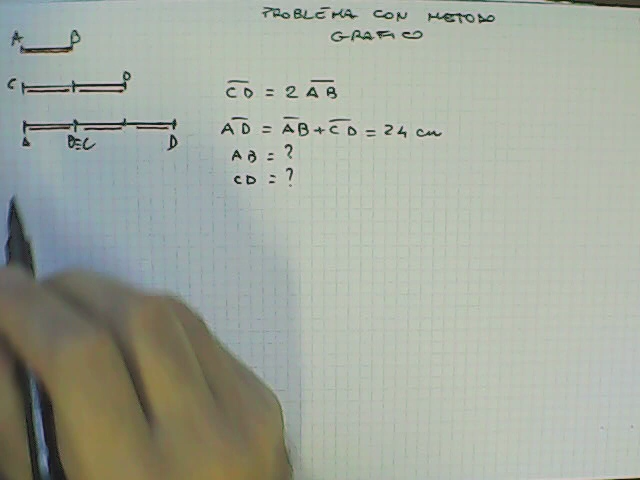 PROBLEMA CON METODO
GRAFICO
A B
C D
CD = 2 AB
A B≡C D
AD = AB + CD = 24 cm
AB = ?
CD = ?